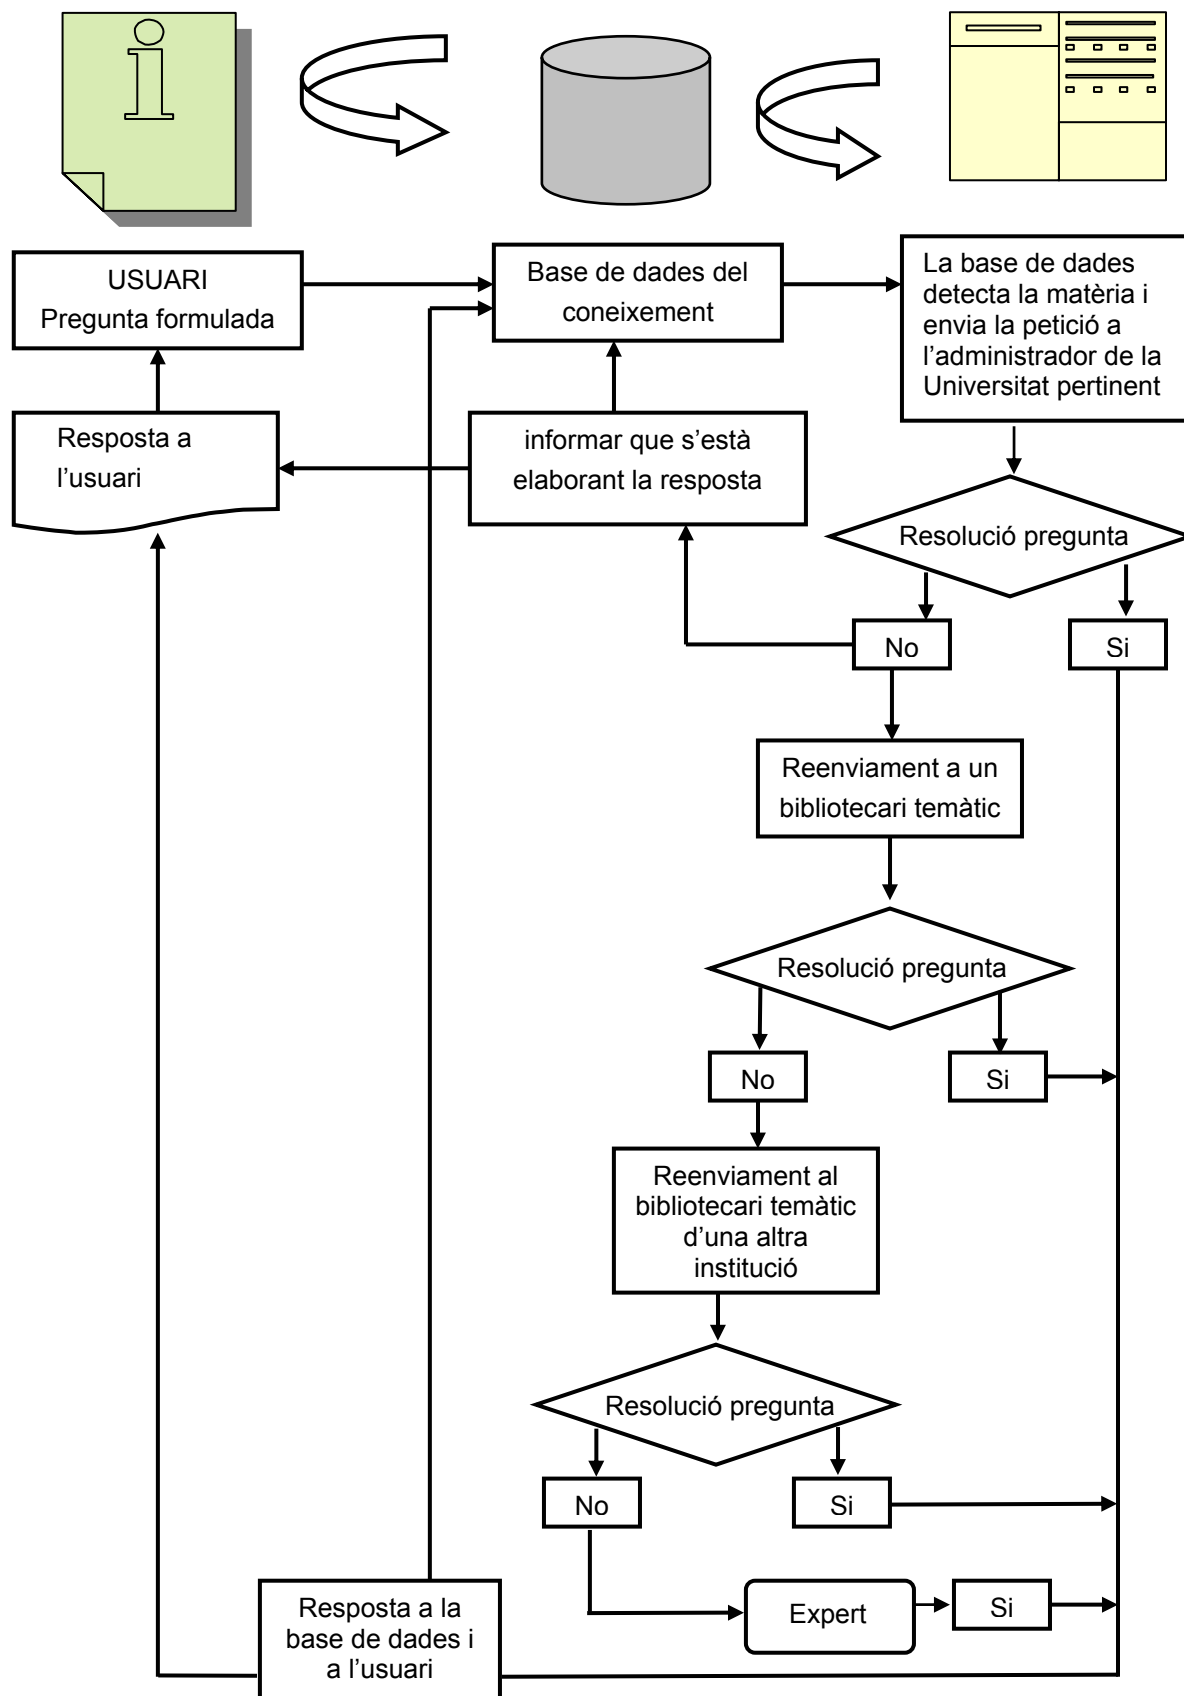 USUARI
Pregunta formulada
Base de dades del
coneixement
La base de dades
detecta la matèria i
envia la petició a
l’administrador de la
Universitat pertinent
Resposta a
l’usuari
informar que s’està
elaborant la resposta
Resolució pregunta
No
Si
Reenviament a un
bibliotecari temàtic
Resolució pregunta
No
Si
Reenviament al
bibliotecari temàtic
d’una altra
institució
Resolució pregunta
No
Si
Expert
Si
Resposta a la
base de dades i
a l’usuari